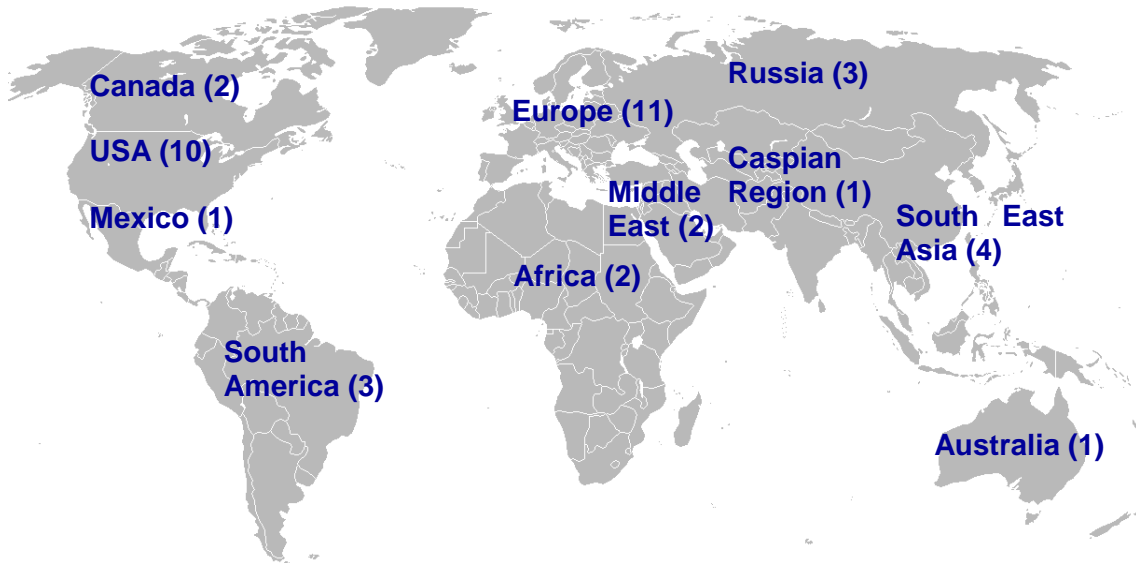 Canada (2)
USA (10)
Mexico (1)
South
America (3)
Europe (11)
Africa (2)
Middle
East (2)
Russia (3)
Caspian
Region (1)
South East
Asia (4)
Australia (1)